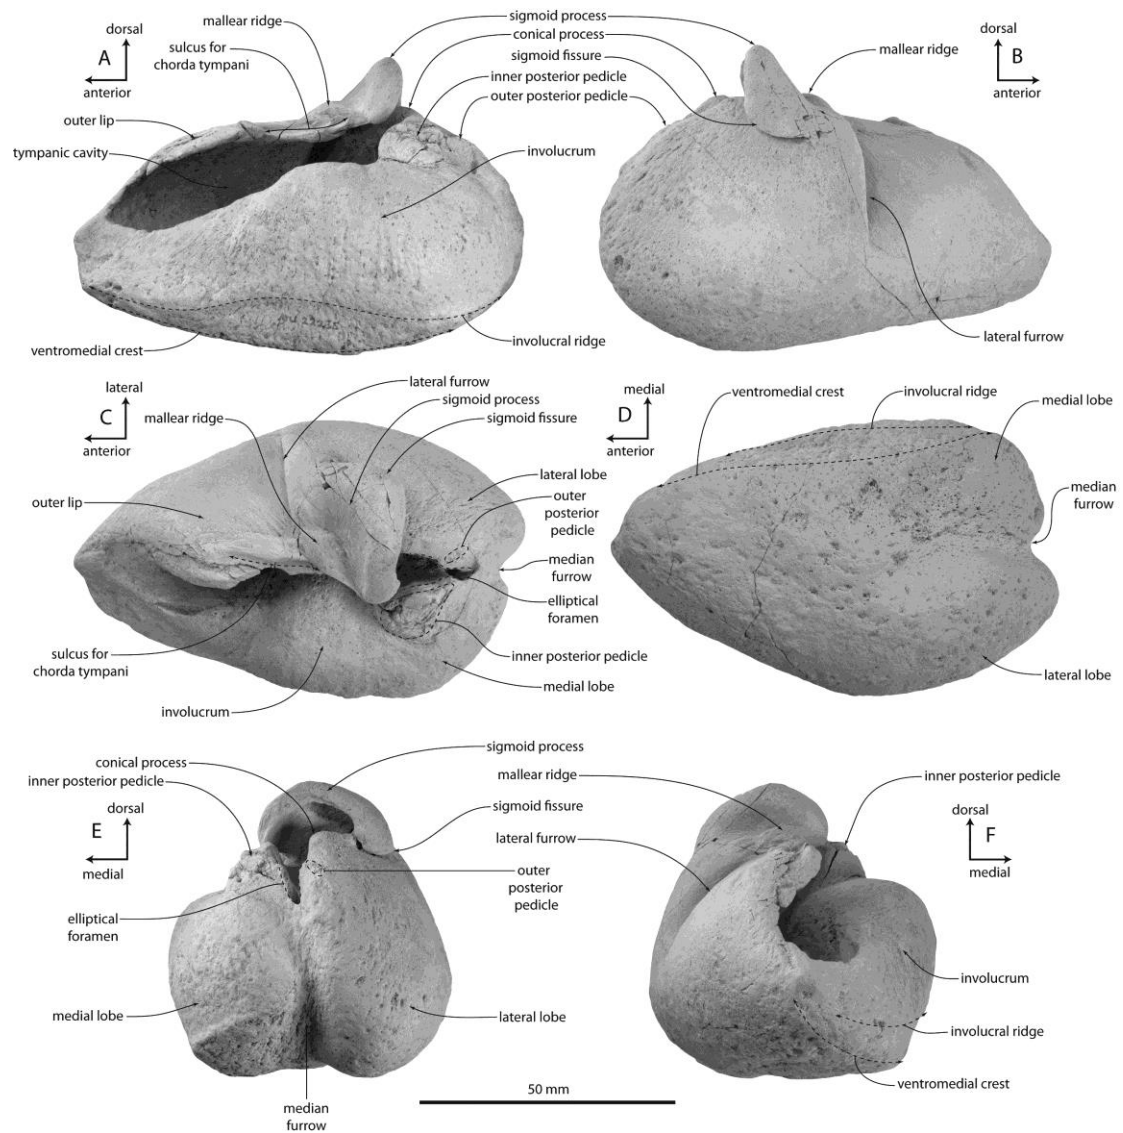 mallear ridge
dorsal
A
anterior
sulcus for
chorda tympani
outer lip
tympanic cavity
ventromedial crest
sigmoid process
conical process
sigmoid fissure
inner posterior pedicle
outer posterior pedicle
involucrum
involucral ridge
dorsal
B
anterior
mallear ridge
lateral furrow
lateral
C
anterior
mallear ridge
lateral furrow
sigmoid process
sigmoid fissure
lateral lobe
outer
posterior
pedicle
outer lip
median
furrow
elliptical
foramen
inner posterior pedicle
medial lobe
sulcus for
chorda tympani
involucrum
medial
D
anterior
ventromedial crest
involucral ridge
medial lobe
median
furrow
lateral lobe
conical process
inner posterior pedicle
dorsal
E
medial
sigmoid process
sigmoid fissure
outer
posterior
pedicle
elliptical
foramen
medial lobe
lateral lobe
median
furrow
mallear ridge
lateral furrow
inner posterior pedicle
dorsal
F
medial
involucrum
involucral ridge
ventromedial crest
50 mm